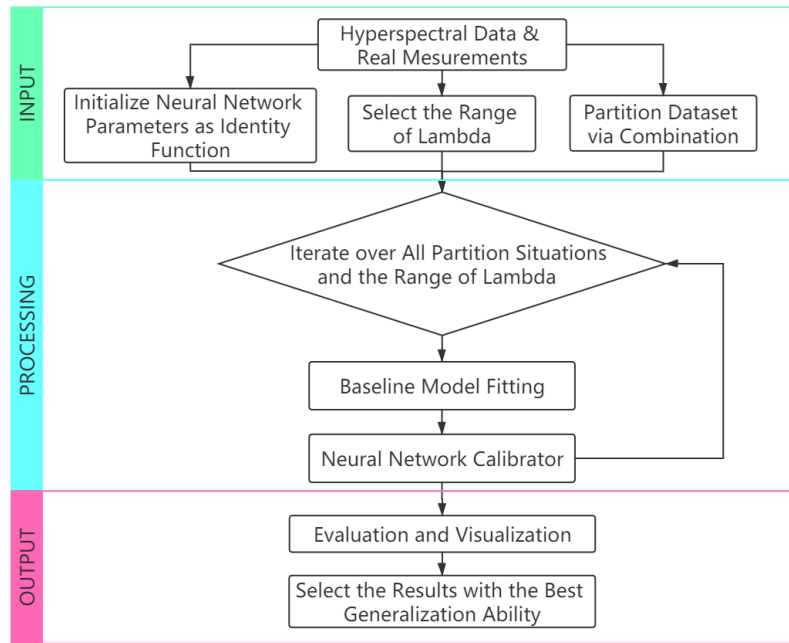 INPUT
Hyperspectral Data &
Real Mesurements
Initialize Neural Network
Parameters as Identity
Function
Select the Range
of Lambda
Partition Dataset
via Combination
PROCESSING
Iterate over All Partition Situations
and the Range of Lambda
Baseline Model Fitting
Neural Network Calibrator
OUTPUT
Evaluation and Visualization
Select the Results with the Best
Generalization Ability